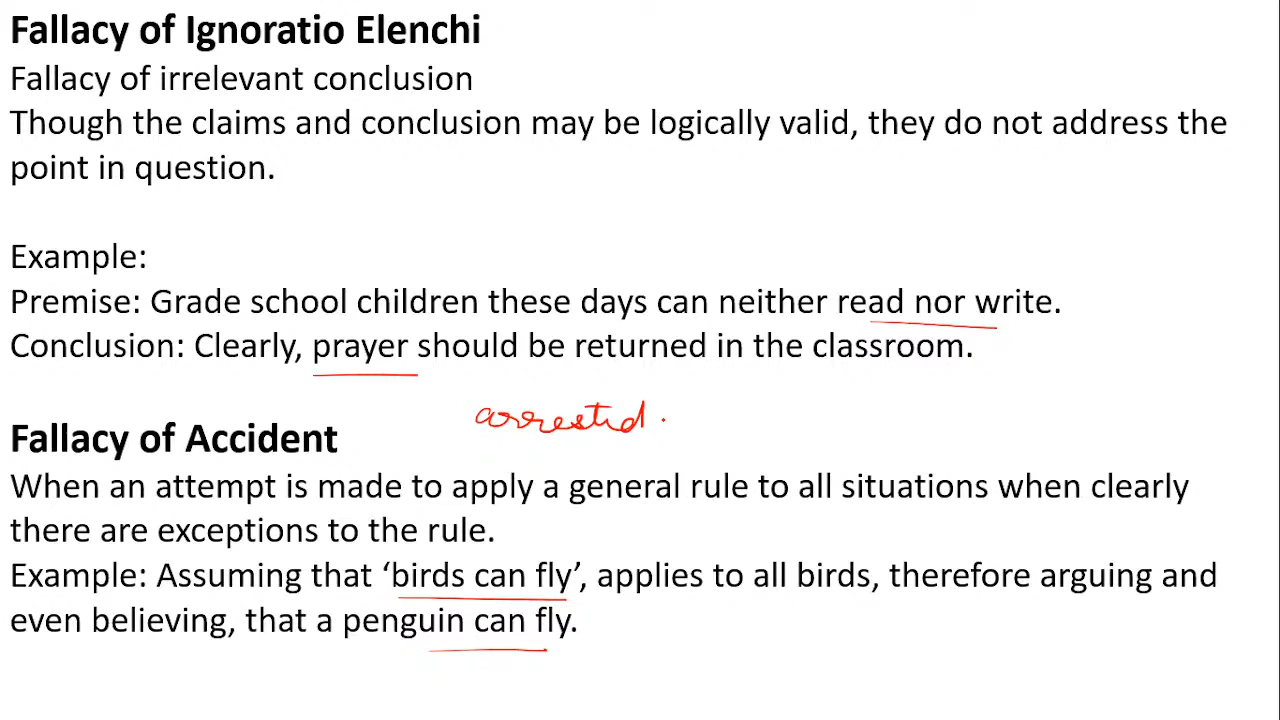 Fallacy of Ignoratio Elenchi
Fallacy of irrelevant conclusion
Though the claims and conclusion may be logically valid, they do not address the
point in question.
Example:
Premise: Grade school children these days can neither read nor write.
Conclusion: Clearly, prayer should be returned in the classroom.
arrested.
Fallacy of Accident
When an attempt is made to apply a general rule to all situations when clearly
there are exceptions to the rule.
Example: Assuming that ‘birds can fly’, applies to all birds, therefore arguing and
even believing, that a penguin can fly.